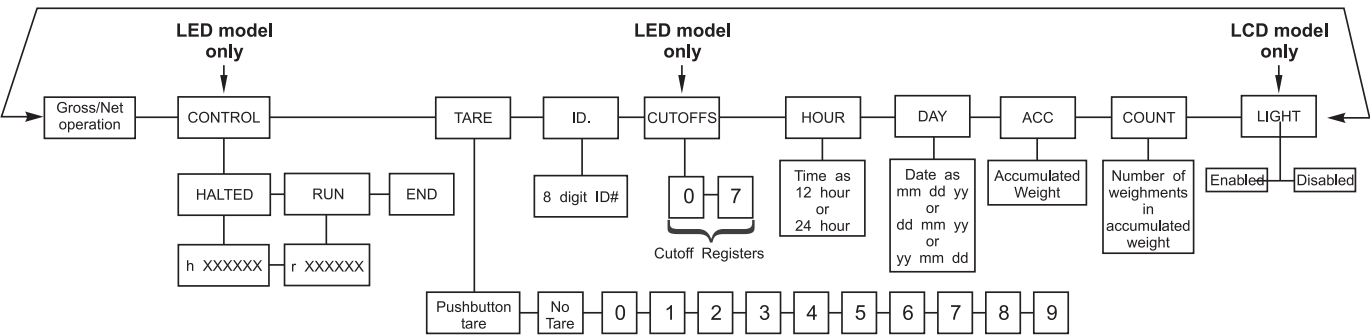 LED model
only
LED model
only
LCD model
only
Gross/Net
operation
CONTROL
TARE
ID.
CUTOFFS
HOUR
DAY
ACC
COUNT
LIGHT
HALTED
RUN
END
8 digit ID#
0
7
Cutoff Registers
Time as
12 hour
or
24 hour
Date as
mm dd yy
or
dd mm yy
or
yy mm dd
Accumulated
Weight
Number of
weighments
in
accumulated
weight
Enabled
Disabled
h XXXXXX
r XXXXXX
Pushbutton
tare
No
Tare
0
1
2
3
4
5
6
7
8
9